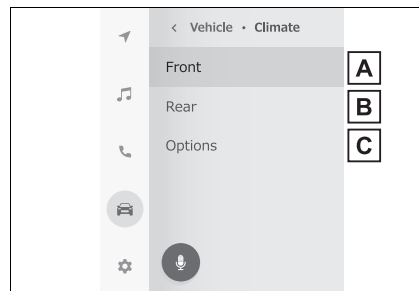 < Vehicle • Climate
Front A
Rear B
Options C